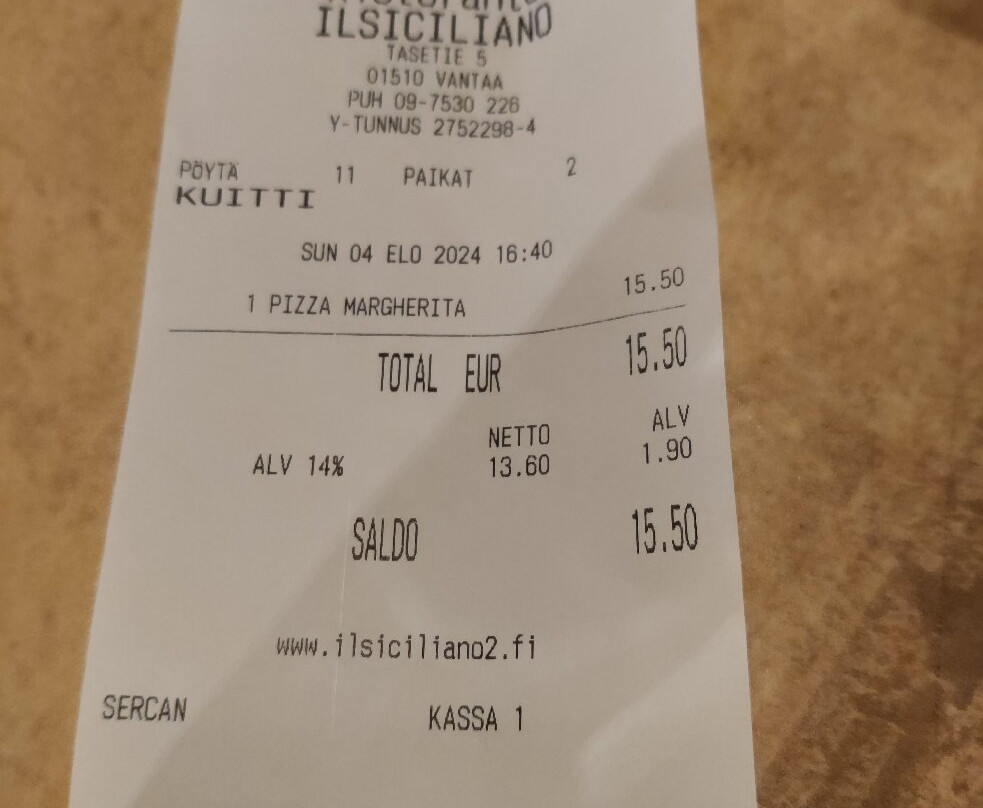 Ristorante
ILSICILIANO
TASETIE 5
01510 VANTAA
PUH 09-7530 226
Y-TUNNUS 2752298-4
PÖYTÄ 11 PAIKAT 2
KUITTI
SUN 04 ELO 2024 16:40
1 PIZZA MARGHERITA 15.50
TOTAL EUR 15.50
NETTO ALV
ALV 14% 13.60 1.90
SALDO 15.50
www.ilsiciliano2.fi
SERCAN KASSA 1